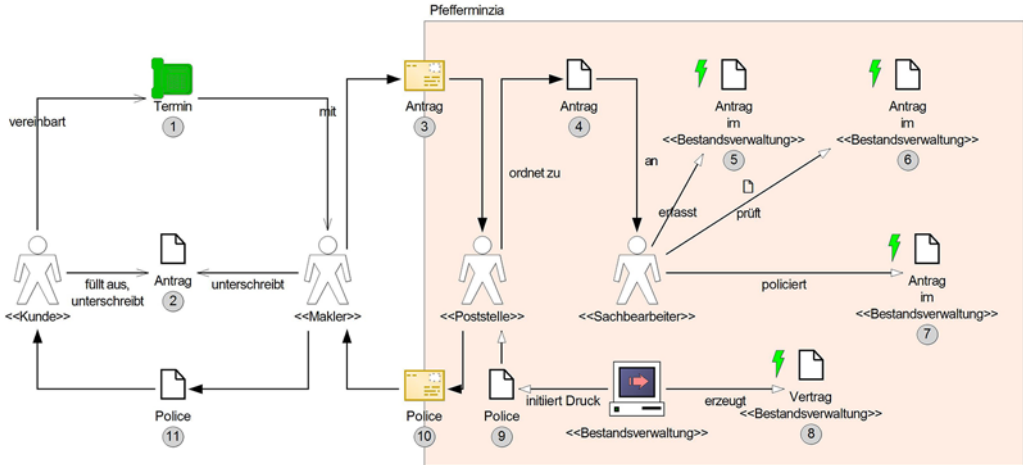 Pfefferminzia
vereinbart
Termin
1
mit
Antrag
3
ordnet zu
Antrag
4
an
Antrag
im
<<Bestandsverwaltung>>
5
Antrag
im
<<Bestandsverwaltung>>
6
erfasst
prüft
<<Kunde>>
füllt aus,
unterschreibt
Antrag
2
unterschreibt
<<Makler>>
<<Poststelle>>
<<Sachbearbeiter>>
policiert
Antrag
im
<<Bestandsverwaltung>>
7
Police
11
Police
10
Police
9
initiiert Druck
<<Bestandsverwaltung>>
erzeugt
Vertrag
<<Bestandsverwaltung>>
8